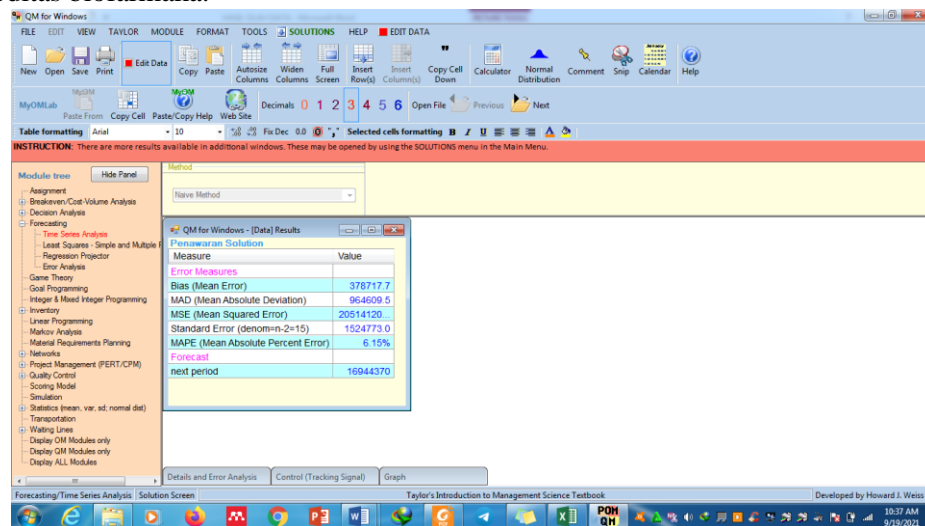 QM for Windows
FILE EDIT VIEW TAYLOR MODULE FORMAT TOOLS SOLUTIONS HELP EDIT DATA
New Open Save Print Edit Data Copy Paste Autosize Columns Widen Columns Full Screen Insert Row(s) Insert Column(s) Copy Cell Down Calculator Normal Distribution Comment Snip Calendar Help
MyOMLab Paste From Copy Cell Paste/Copy Help Web Site Decimals 0 1 2 3 4 5 6 Open File Previous Next
Table formatting Arial 10 Fix Dec 0.0 Selected cells formatting B I U
INSTRUCTION: There are more results available in additional windows. These may be opened by using the SOLUTIONS menu in the Main Menu.
Module tree Hide Panel
Assignment
Breakeven/Cost-Volume Analysis
Decision Analysis
Forecasting
Time Series Analysis
Least Squares - Simple and Multiple R
Regression Projector
Error Analysis
Game Theory
Goal Programming
Integer & Mixed Integer Programming
Inventory
Linear Programming
Markov Analysis
Material Requirements Planning
Networks
Project Management (PERT/CPM)
Quality Control
Scoring Model
Simulation
Statistics (mean, var, sd; normal dist)
Transportation
Waiting Lines
Display OM Modules only
Display QM Modules only
Display ALL Modules
Method
Naive Method
QM for Windows - [Data] Results
Penawaran Solution
Measure Value
Error Measures
Bias (Mean Error) 378717.7
MAD (Mean Absolute Deviation) 964609.5
MSE (Mean Squared Error) 20514120...
Standard Error (denom=n-2=15) 1524773.0
MAPE (Mean Absolute Percent Error) 6.15%
Forecast
next period 16944370
Details and Error Analysis Control (Tracking Signal) Graph
Forecasting/Time Series Analysis Solution Screen Taylor's Introduction to Management Science Textbook Developed by Howard J. Weiss
POM QM
10:37 AM
9/19/2021